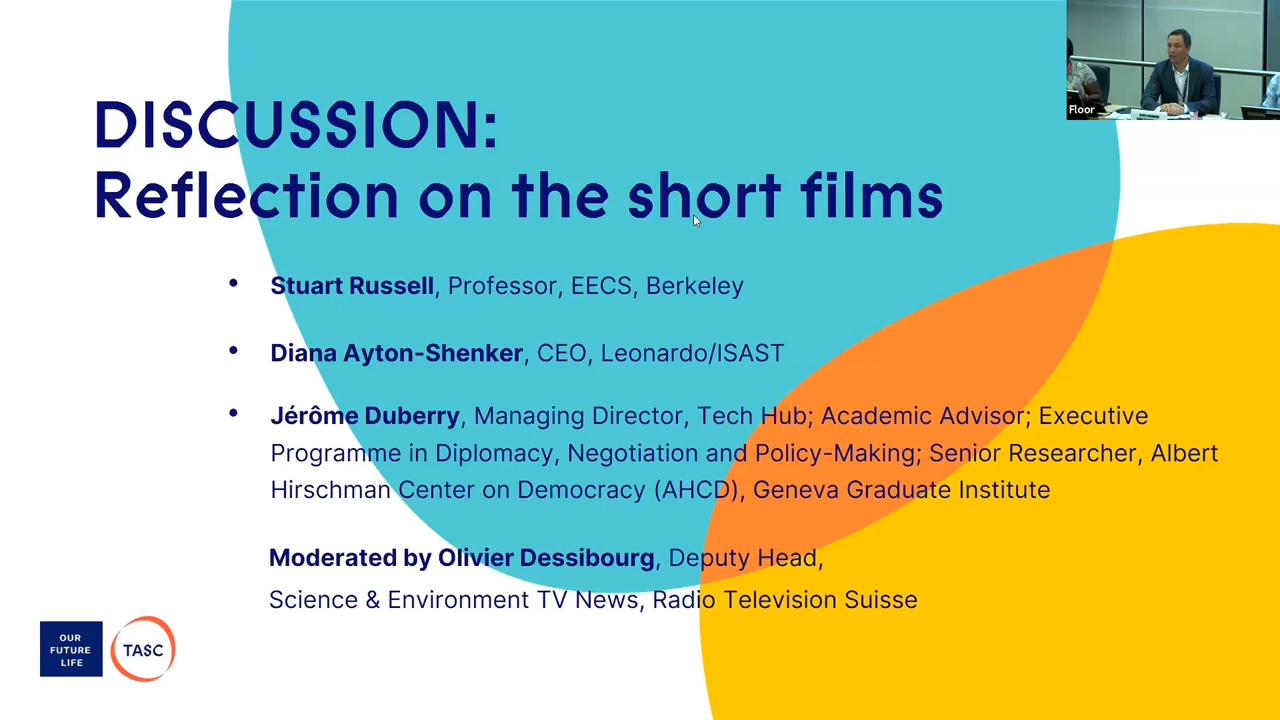 Floor
DISCUSSION:
Reflection on the short films
• Stuart Russell, Professor, EECS, Berkeley
• Diana Ayton-Shenker, CEO, Leonardo/ISAST
• Jérôme Duberry, Managing Director, Tech Hub; Academic Advisor; Executive
Programme in Diplomacy, Negotiation and Policy-Making; Senior Researcher, Albert
Hirschman Center on Democracy (AHCD), Geneva Graduate Institute
Moderated by Olivier Dessibourg, Deputy Head,
Science & Environment TV News, Radio Television Suisse
OUR
FUTURE
LIFE
TASC